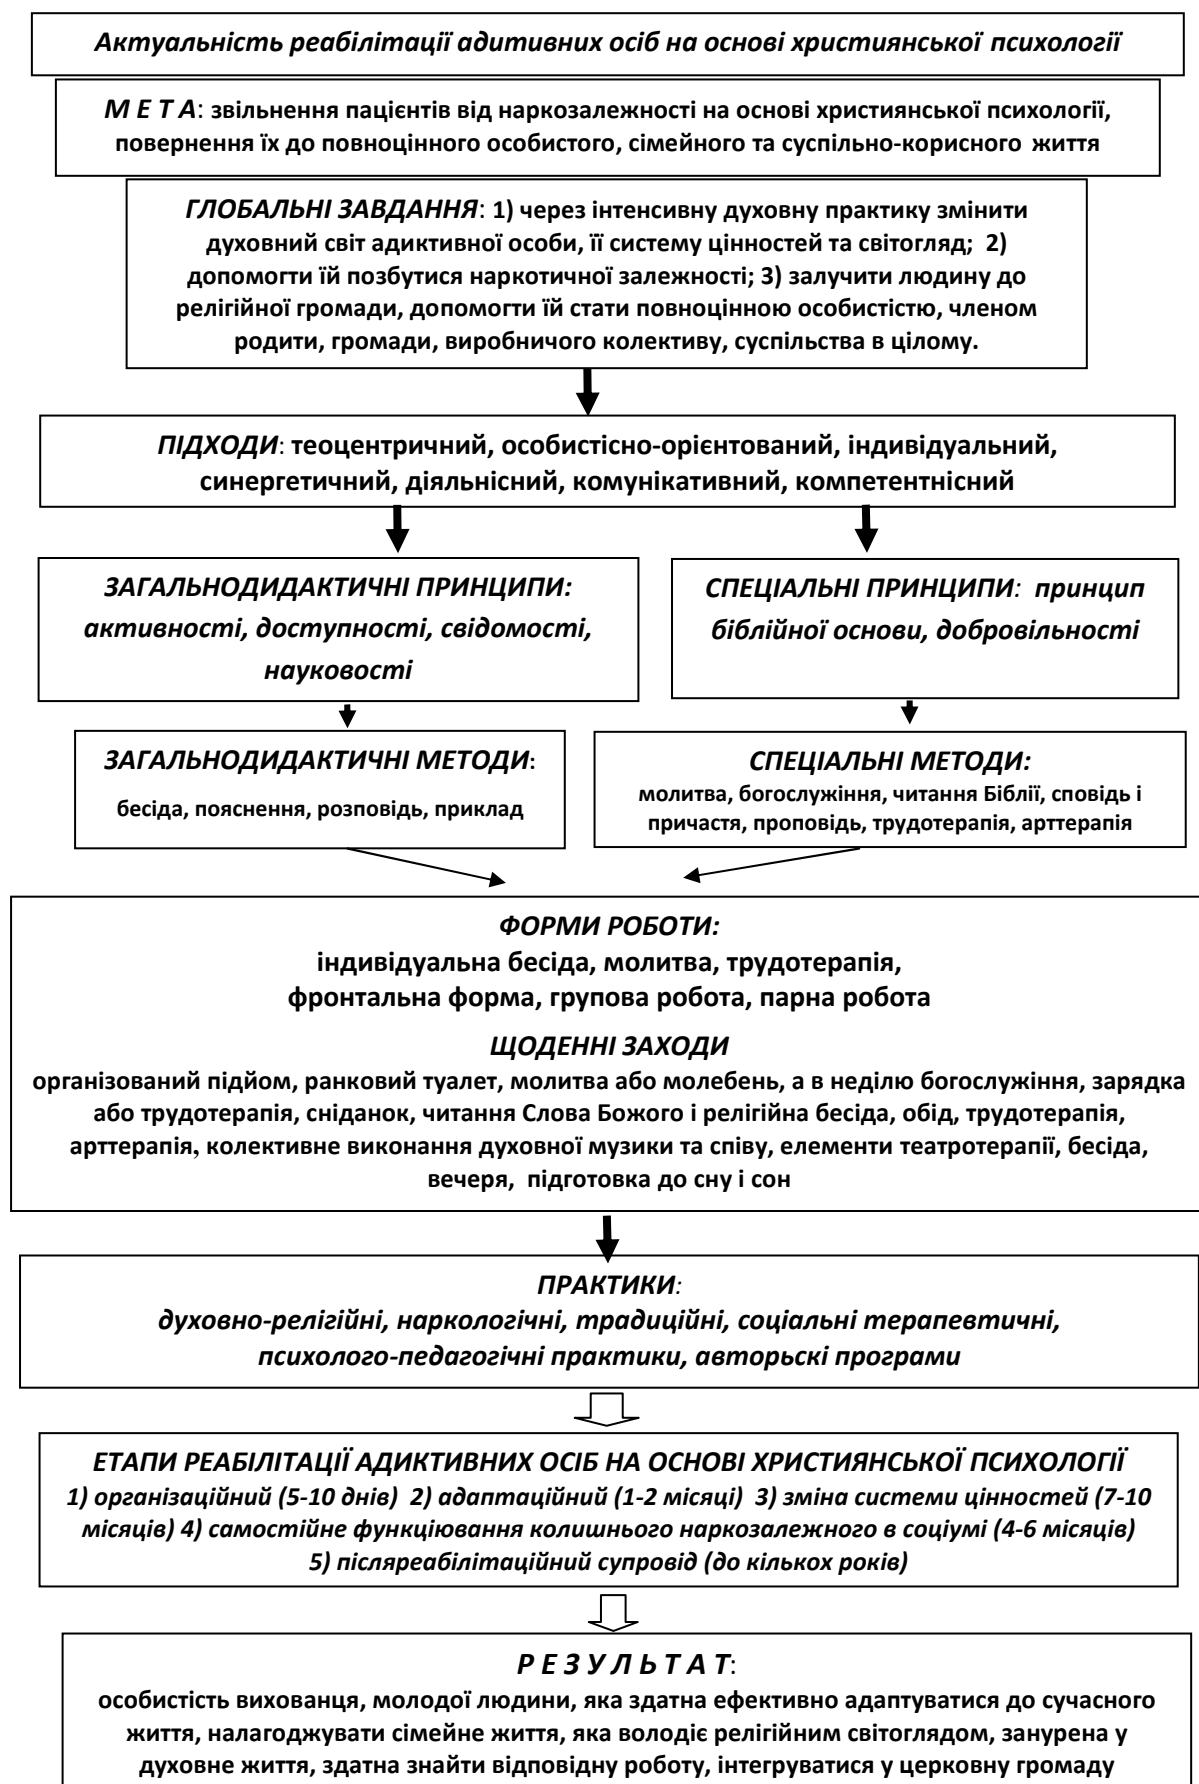 Актуальність реабілітації адитивних осіб на основі християнської психології
М Е Т А: звільнення пацієнтів від наркозалежності на основі християнської психології,
повернення їх до повноцінного особистого, сімейного та суспільно-корисного життя
ГЛОБАЛЬНІ ЗАВДАННЯ: 1) через інтенсивну духовну практику змінити
духовний світ адиктивної особи, її систему цінностей та світогляд; 2)
допомогти їй позбутися наркотичної залежності; 3) залучити людину до
релігійної громади, допомогти їй стати повноцінною особистістю, членом
родити, громади, виробничого колективу, суспільства в цілому.
ПІДХОДИ: теоцентричний, особистісно-орієнтований, індивідуальний,
синергетичний, діяльнісний, комунікативний, компетентнісний
ЗАГАЛЬНОДИДАКТИЧНІ ПРИНЦИПИ:
активності, доступності, свідомості,
науковості
СПЕЦІАЛЬНІ ПРИНЦИПИ: принцип
біблійної основи, добровільності
ЗАГАЛЬНОДИДАКТИЧНІ МЕТОДИ:
бесіда, пояснення, розповідь, приклад
СПЕЦІАЛЬНІ МЕТОДИ:
молитва, богослужіння, читання Біблії, сповідь і
причастя, проповідь, трудотерапія, арттерапія
ФОРМИ РОБОТИ:
індивідуальна бесіда, молитва, трудотерапія,
фронтальна форма, групова робота, парна робота
ЩОДЕННІ ЗАХОДИ
організований підйом, ранковий туалет, молитва або молебень, а в неділю богослужіння, зарядка
або трудотерапія, сніданок, читання Слова Божого і релігійна бесіда, обід, трудотерапія,
арттерапія, колективне виконання духовної музики та співу, елементи театротерапії, бесіда,
вечеря, підготовка до сну і сон
ПРАКТИКИ:
духовно-релігійні, наркологічні, традиційні, соціальні терапевтичні,
психолого-педагогічні практики, авторьскі програми
ЕТАПИ РЕАБІЛІТАЦІЇ АДИКТИВНИХ ОСІБ НА ОСНОВІ ХРИСТИЯНСЬКОЇ ПСИХОЛОГІЇ
1) організаційний (5-10 днів) 2) адаптаційний (1-2 місяці) 3) зміна системи цінностей (7-10
місяців) 4) самостійне функціювання колишнього наркозалежного в соціумі (4-6 місяців)
5) післяреабілітаційний супровід (до кількох років)
Р Е З У Л Ь Т А Т:
особистість вихованця, молодої людини, яка здатна ефективно адаптуватися до сучасного
життя, налагоджувати сімейне життя, яка володіє релігійним світоглядом, занурена у
духовне життя, здатна знайти відповідну роботу, інтегруватися у церковну громаду